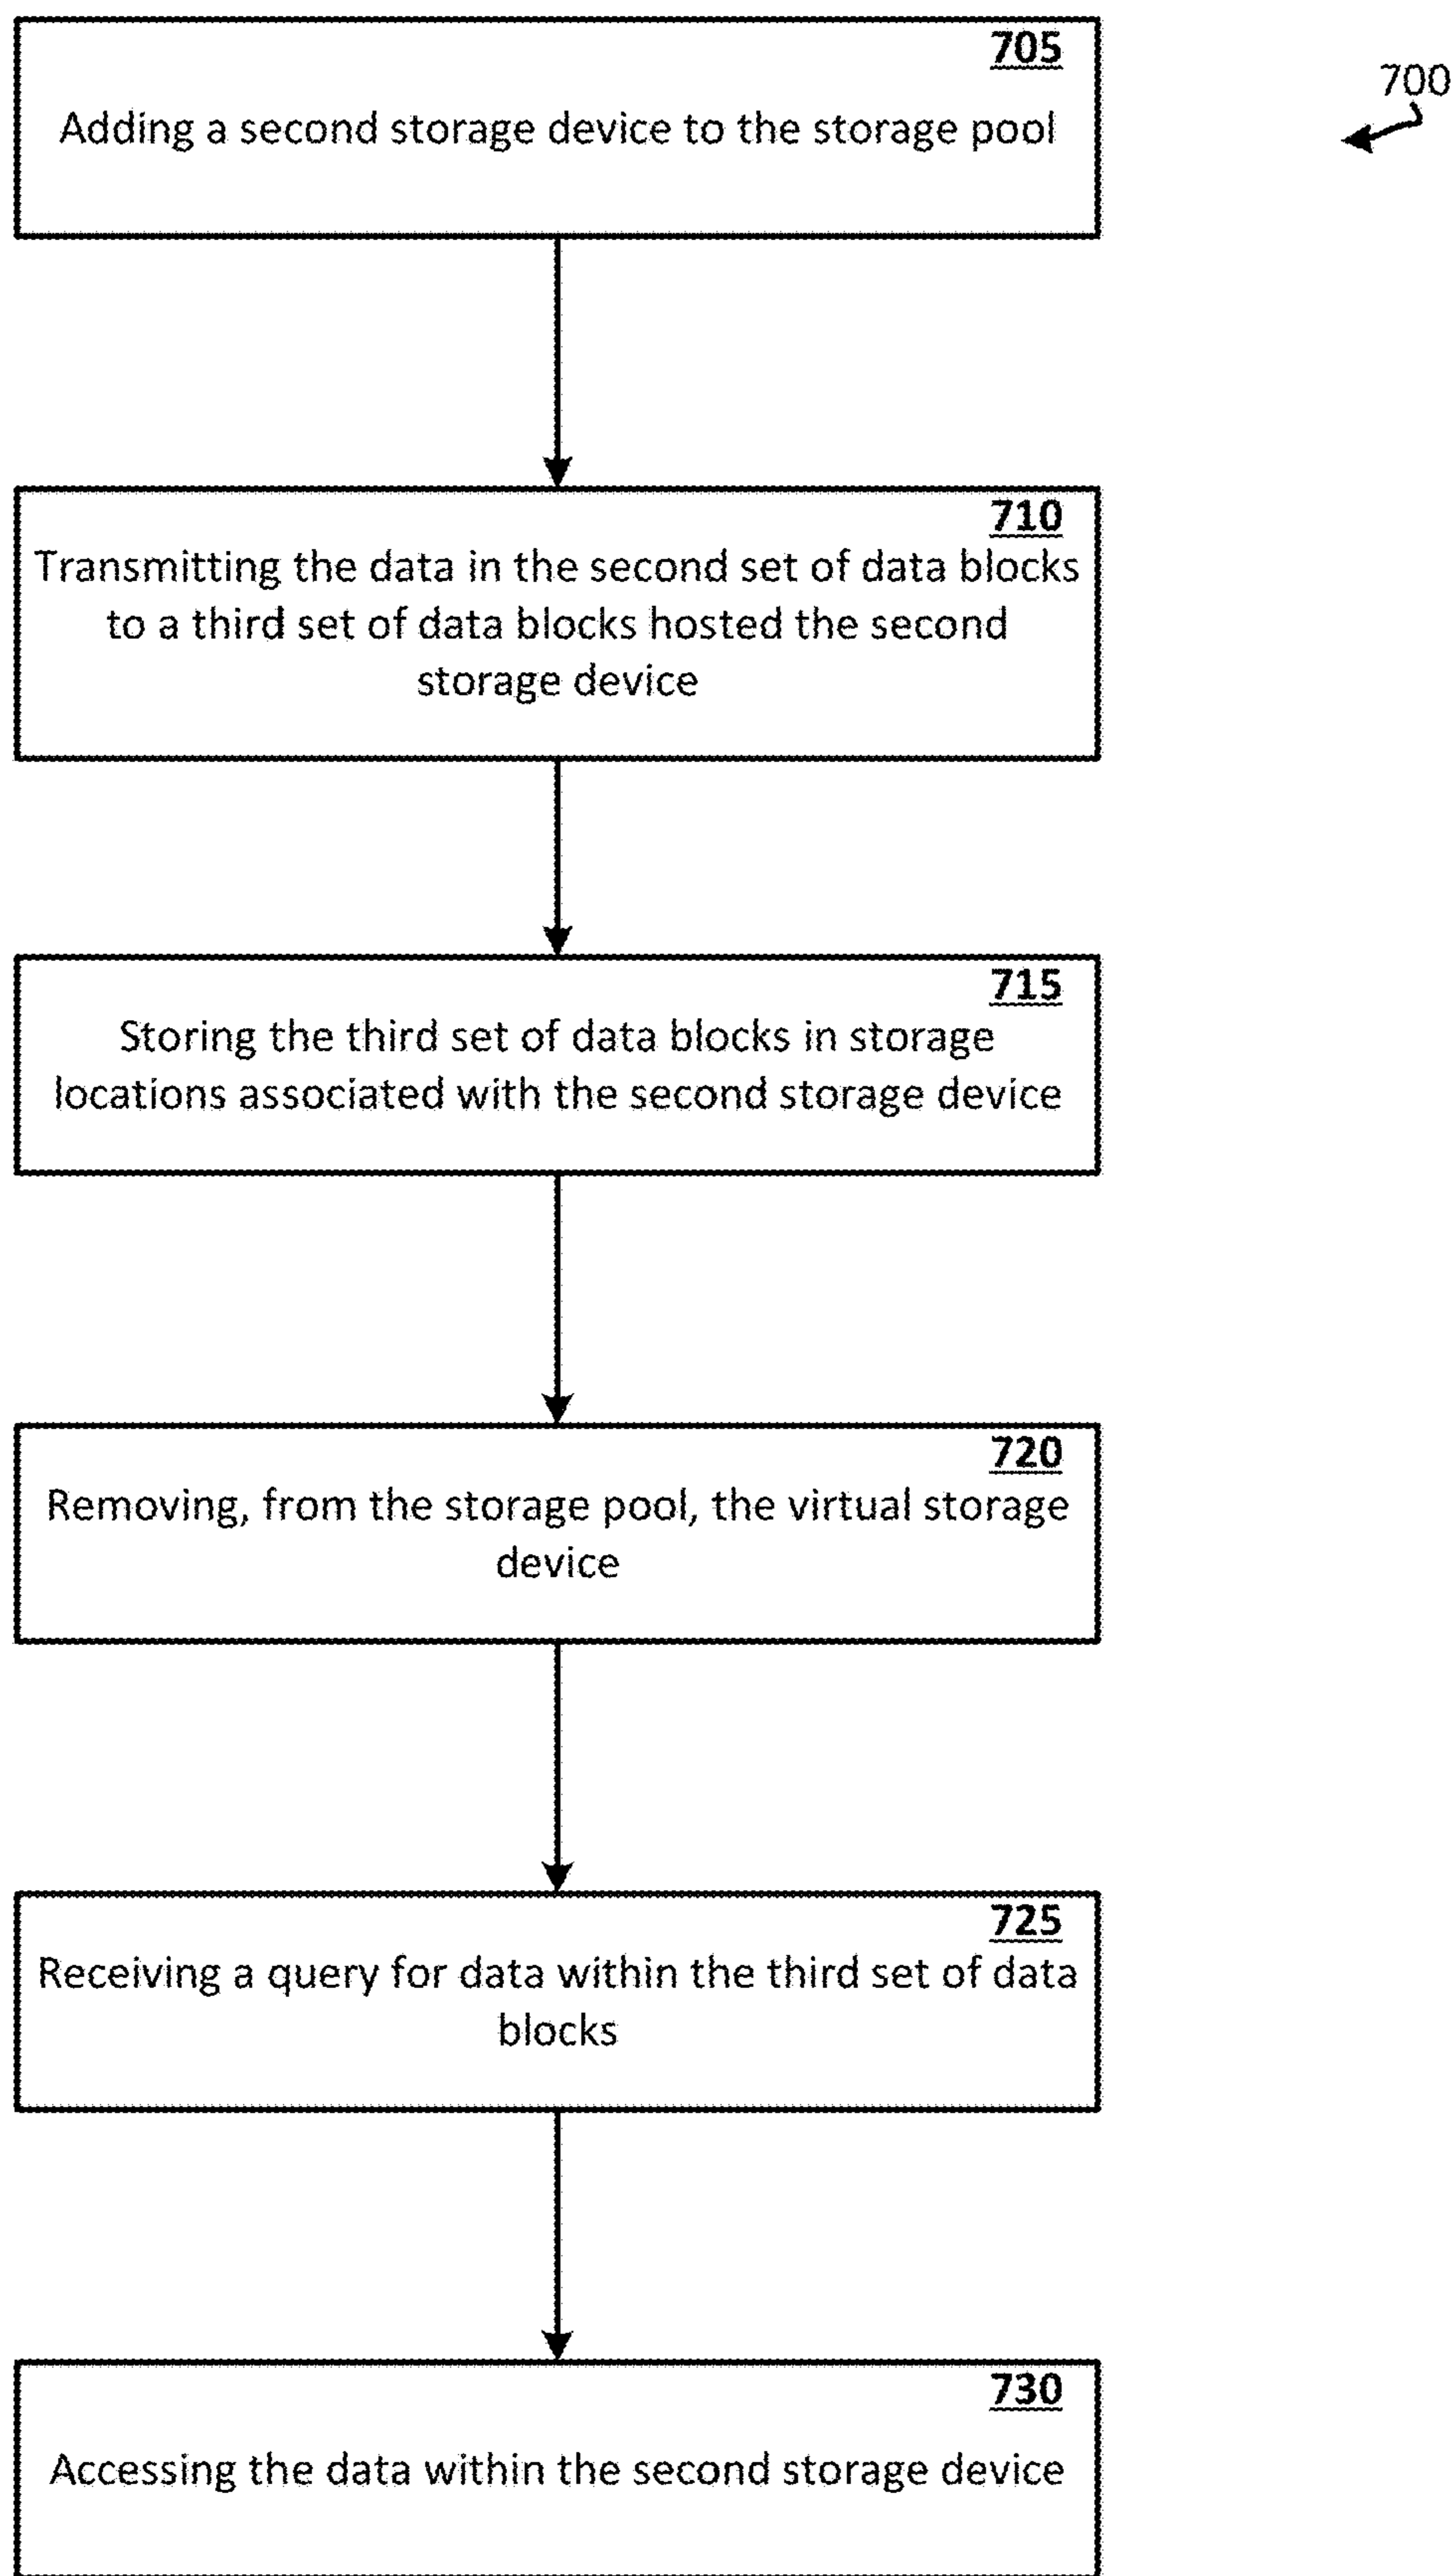 705
700
Adding a second storage device to the storage pool
710
Transmitting the data in the second set of data blocks
to a third set of data blocks hosted the second
storage device
715
Storing the third set of data blocks in storage
locations associated with the second storage device
720
Removing, from the storage pool, the virtual storage
device
725
Receiving a query for data within the third set of data
blocks
730
Accessing the data within the second storage device